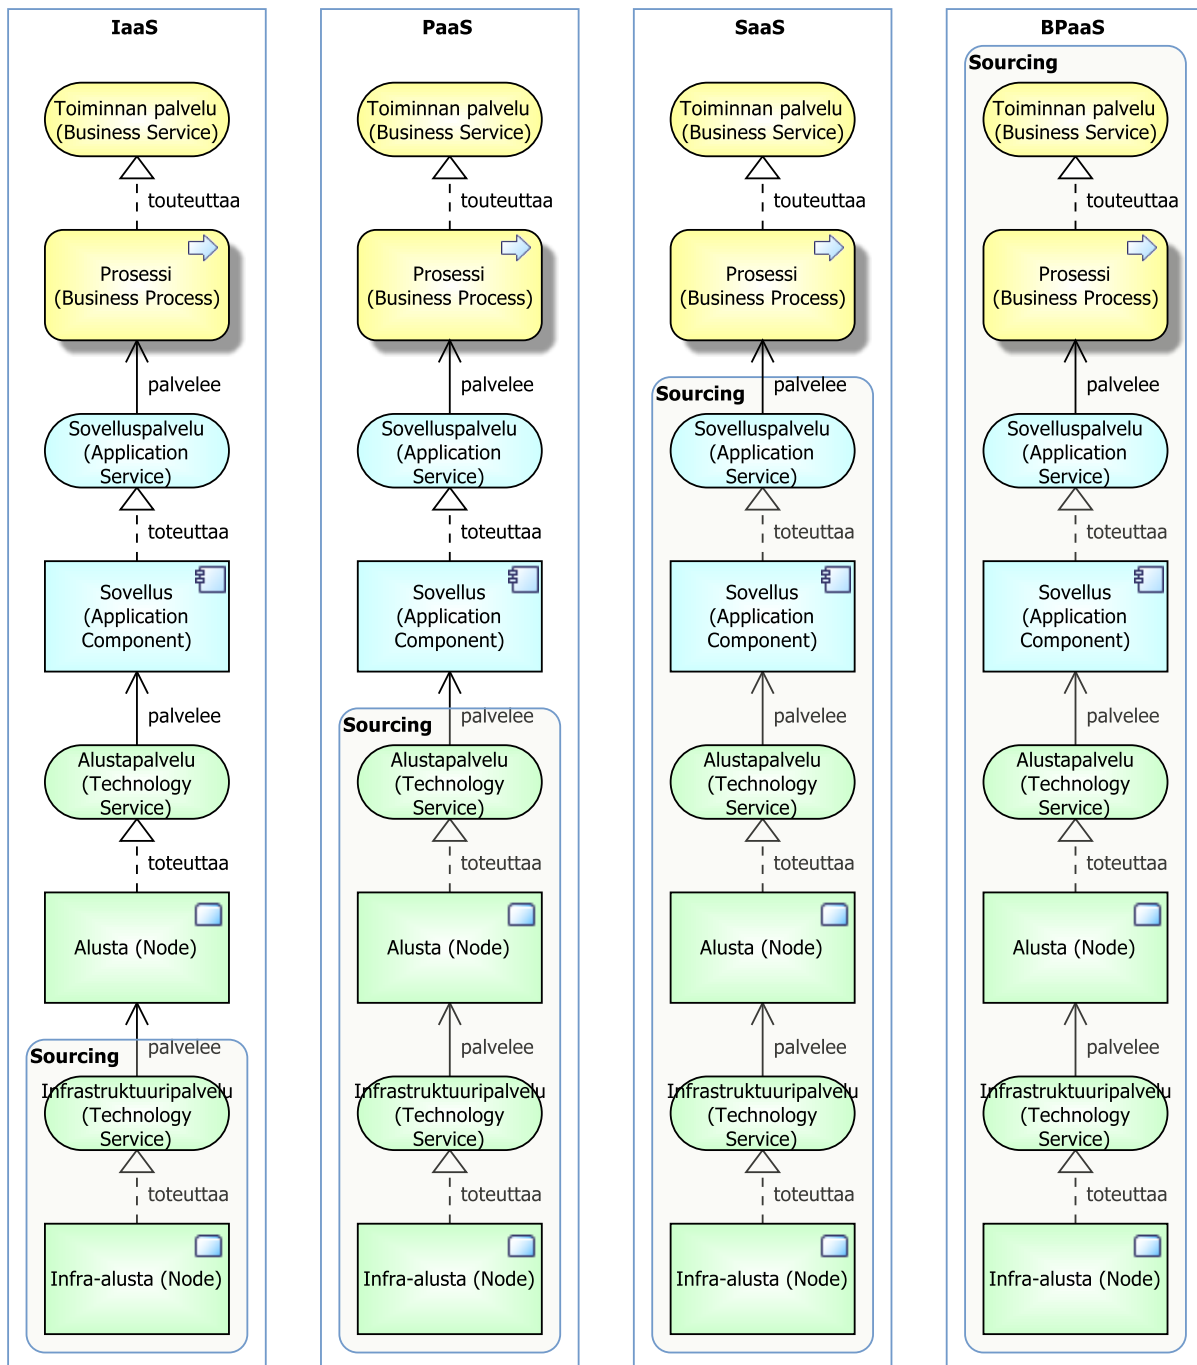 IaaS
Toiminnan palvelu
(Business Service)
touteuttaa
Prosessi
(Business Process)
palvelee
Sovelluspalvelu
(Application
Service)
toteuttaa
Sovellus
(Application
Component)
palvelee
Alustapalvelu
(Technology
Service)
toteuttaa
Alusta (Node)
palvelee
Sourcing
Infrastruktuuripalvelu
(Technology
Service)
toteuttaa
Infra-alusta (Node)
PaaS
Toiminnan palvelu
(Business Service)
touteuttaa
Prosessi
(Business Process)
palvelee
Sovelluspalvelu
(Application
Service)
toteuttaa
Sovellus
(Application
Component)
palvelee
Sourcing
Alustapalvelu
(Technology
Service)
toteuttaa
Alusta (Node)
palvelee
Infrastruktuuripalvelu
(Technology
Service)
toteuttaa
Infra-alusta (Node)
SaaS
Toiminnan palvelu
(Business Service)
touteuttaa
Prosessi
(Business Process)
palvelee
Sourcing
Sovelluspalvelu
(Application
Service)
toteuttaa
Sovellus
(Application
Component)
palvelee
Alustapalvelu
(Technology
Service)
toteuttaa
Alusta (Node)
palvelee
Infrastruktuuripalvelu
(Technology
Service)
toteuttaa
Infra-alusta (Node)
BPaaS
Sourcing
Toiminnan palvelu
(Business Service)
touteuttaa
Prosessi
(Business Process)
palvelee
Sovelluspalvelu
(Application
Service)
toteuttaa
Sovellus
(Application
Component)
palvelee
Alustapalvelu
(Technology
Service)
toteuttaa
Alusta (Node)
palvelee
Infrastruktuuripalvelu
(Technology
Service)
toteuttaa
Infra-alusta (Node)